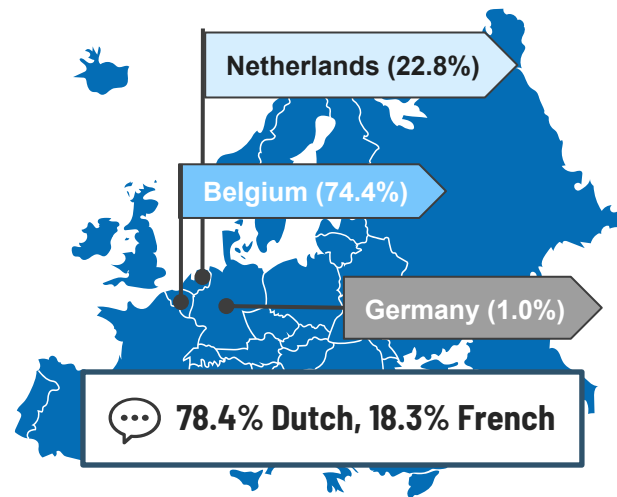 Netherlands (22.8%)
Belgium (74.4%)
Germany (1.0%)
78.4% Dutch, 18.3% French